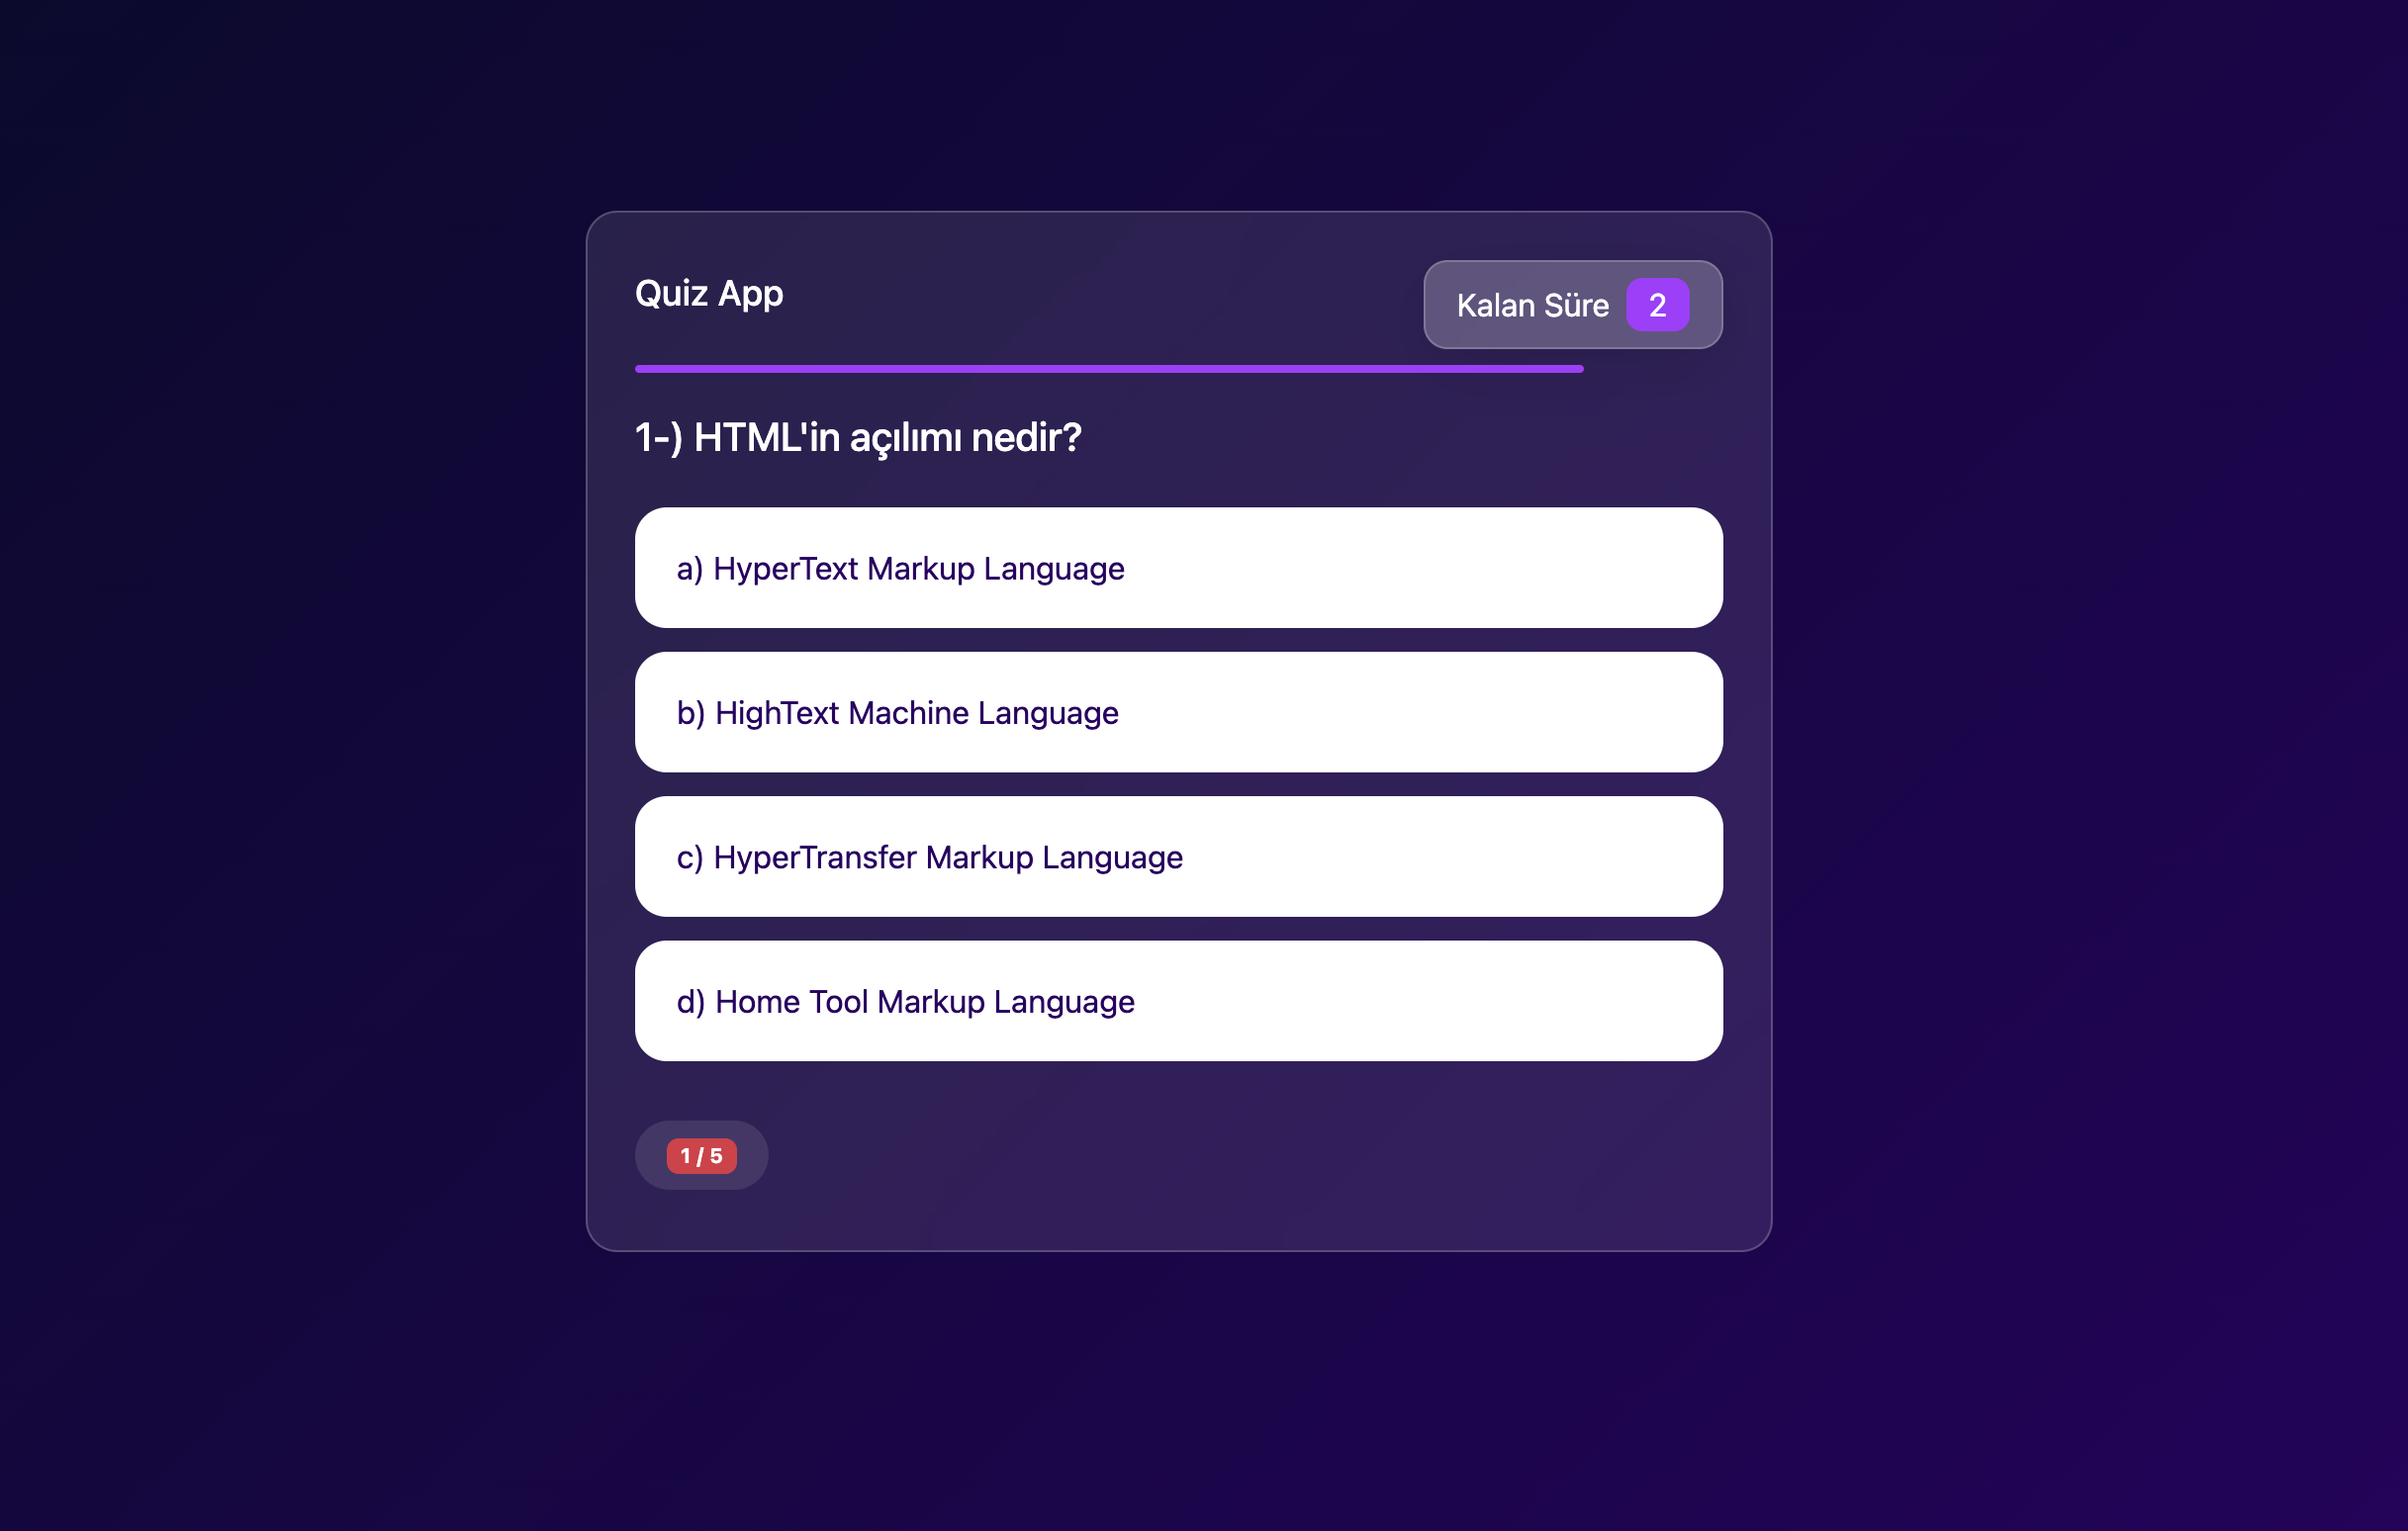 Quiz App
Kalan Süre 2
1-) HTML'in açılımı nedir?
a) HyperText Markup Language
b) HighText Machine Language
c) HyperTransfer Markup Language
d) Home Tool Markup Language
1 / 5